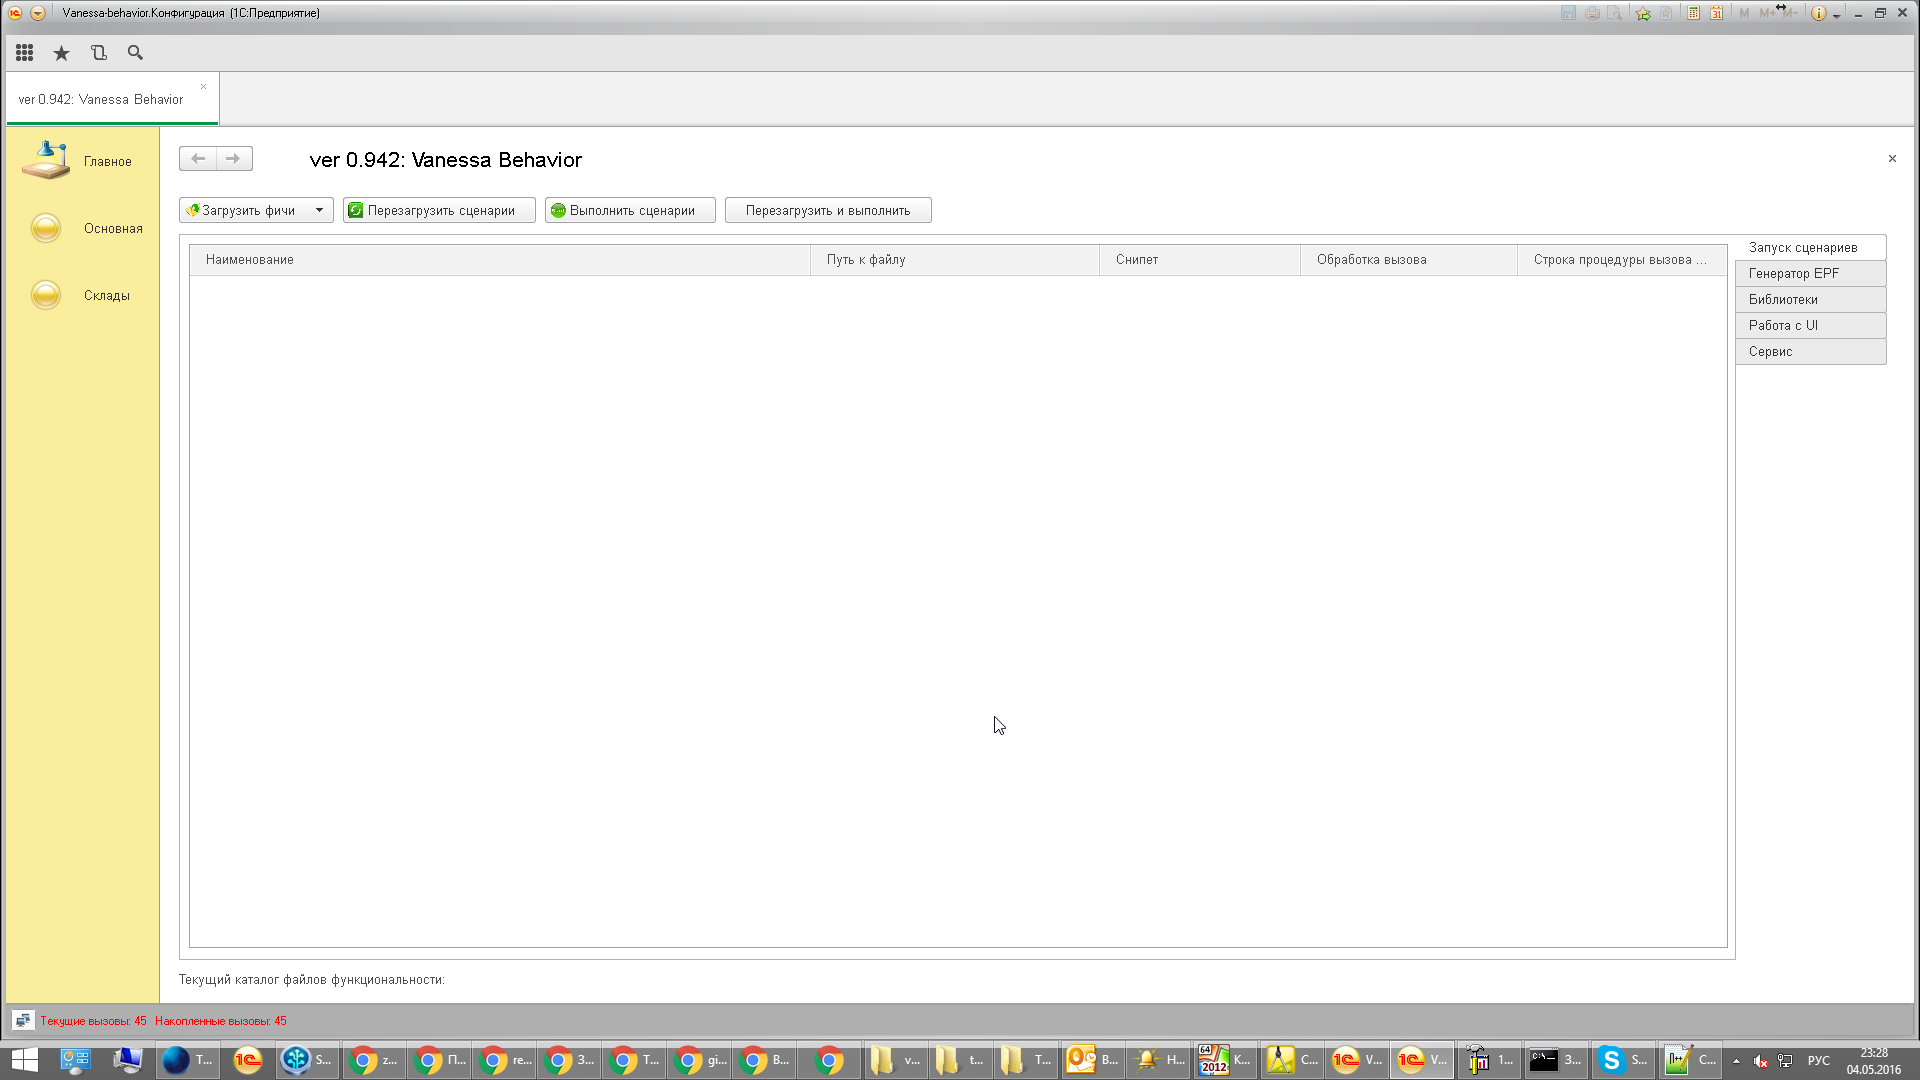 Vanessa-behavior.Конфигурация (1С:Предприятие)
31 M M+ M-
ver 0.942: Vanessa Behavior
Главное
Основная
Склады
ver 0.942: Vanessa Behavior
Загрузить фичи
Перезагрузить сценарии
Выполнить сценарии
Перезагрузить и выполнить
Наименование
Путь к файлу
Снипет
Обработка вызова
Строка процедуры вызова ...
Запуск сценариев
Генератор EPF
Библиотеки
Работа с UI
Сервис
Текущий каталог файлов функциональности:
Текущие вызовы: 45 Накопленные вызовы: 45
T... S... z... П... re... З... T... gi... B... v... t... T... B... H... K... C... V... V... 1... З... S... C...
64
2012
РУС
23:28
04.05.2016